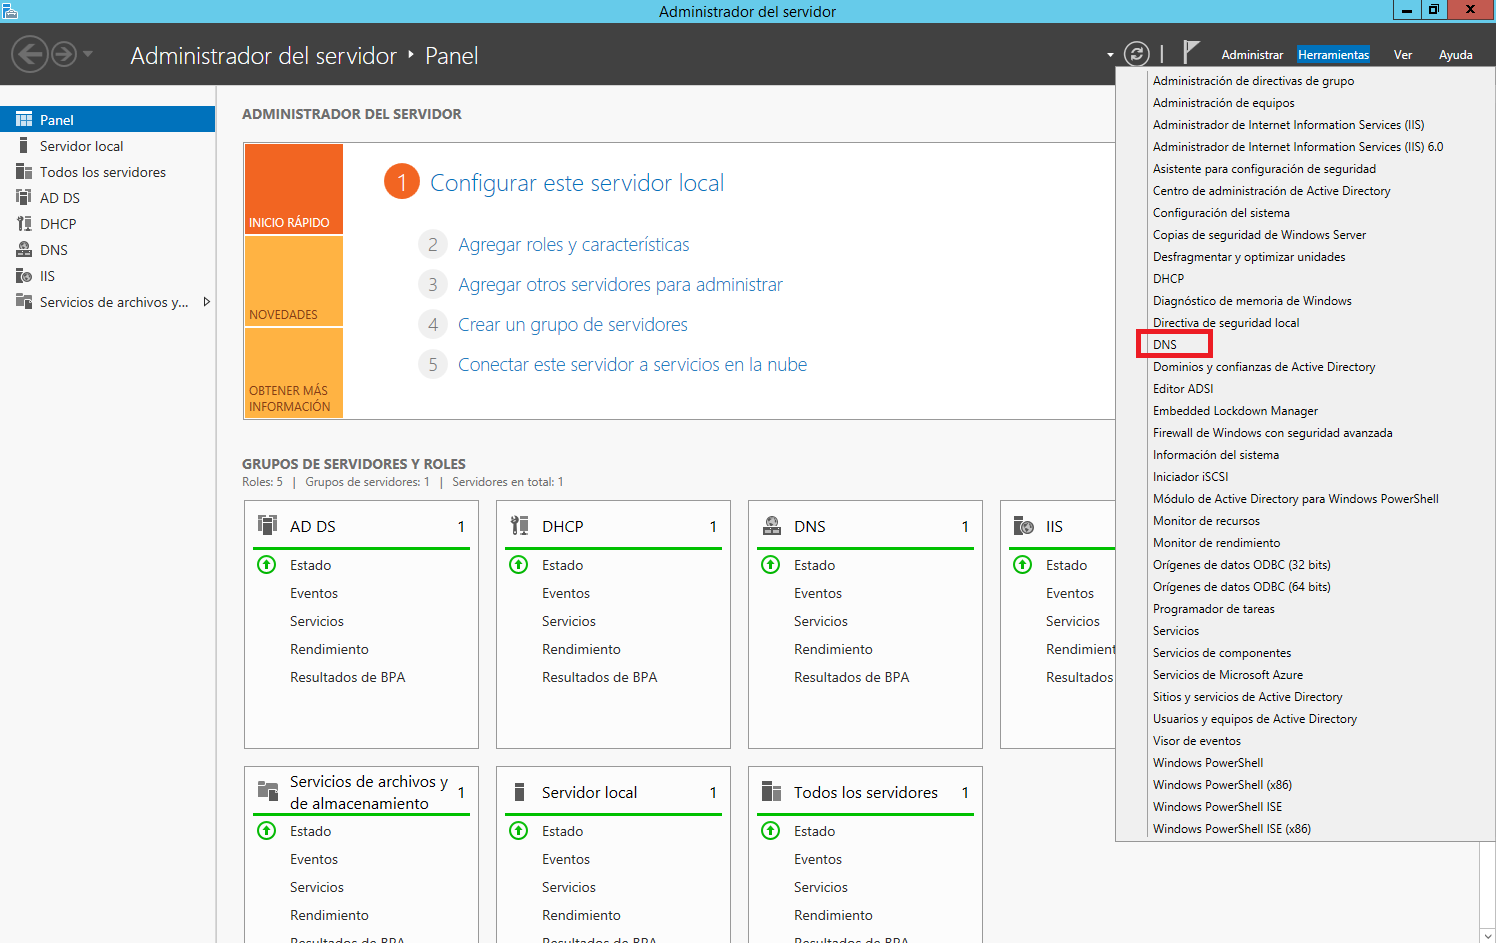 Administrador del servidor
Administrador del servidor ‣ Panel
Administrar
Herramientas
Ver
Ayuda
Panel
Servidor local
Todos los servidores
AD DS
DHCP
DNS
IIS
Servicios de archivos y...
ADMINISTRADOR DEL SERVIDOR
INICIO RÁPIDO
NOVEDADES
OBTENER MÁS
INFORMACIÓN
1 Configurar este servidor local
2 Agregar roles y características
3 Agregar otros servidores para administrar
4 Crear un grupo de servidores
5 Conectar este servidor a servicios en la nube
GRUPOS DE SERVIDORES Y ROLES
Roles: 5 | Grupos de servidores: 1 | Servidores en total: 1
AD DS 1
Estado
Eventos
Servicios
Rendimiento
Resultados de BPA
DHCP 1
Estado
Eventos
Servicios
Rendimiento
Resultados de BPA
DNS 1
Estado
Eventos
Servicios
Rendimiento
Resultados de BPA
IIS
Estado
Eventos
Servicios
Rendimient
Resultados
Servicios de archivos y
de almacenamiento 1
Estado
Eventos
Servicios
Rendimiento
Resultados de BPA
Servidor local 1
Estado
Eventos
Servicios
Rendimiento
Resultados de BPA
Todos los servidores 1
Estado
Eventos
Servicios
Rendimiento
Resultados de BPA
Administración de directivas de grupo
Administración de equipos
Administrador de Internet Information Services (IIS)
Administrador de Internet Information Services (IIS) 6.0
Asistente para configuración de seguridad
Centro de administración de Active Directory
Configuración del sistema
Copias de seguridad de Windows Server
Desfragmentar y optimizar unidades
DHCP
Diagnóstico de memoria de Windows
Directiva de seguridad local
DNS
Dominios y confianzas de Active Directory
Editor ADSI
Embedded Lockdown Manager
Firewall de Windows con seguridad avanzada
Información del sistema
Iniciador iSCSI
Módulo de Active Directory para Windows PowerShell
Monitor de recursos
Monitor de rendimiento
Orígenes de datos ODBC (32 bits)
Orígenes de datos ODBC (64 bits)
Programador de tareas
Servicios
Servicios de componentes
Servicios de Microsoft Azure
Sitios y servicios de Active Directory
Usuarios y equipos de Active Directory
Visor de eventos
Windows PowerShell
Windows PowerShell (x86)
Windows PowerShell ISE
Windows PowerShell ISE (x86)